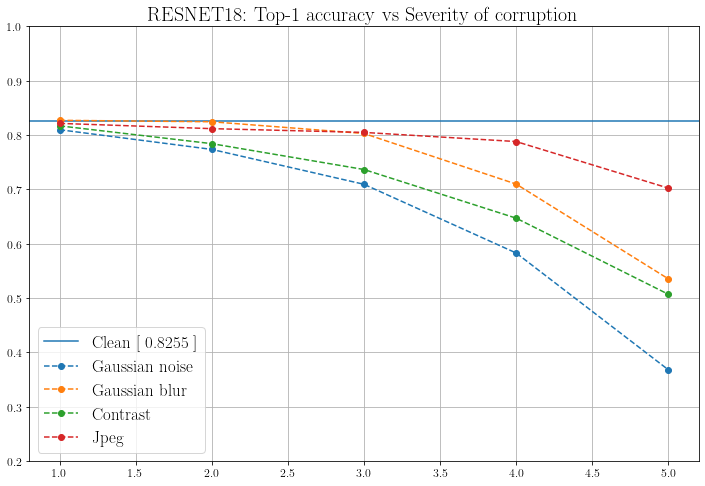 RESNET18: Top-1 accuracy vs Severity of corruption
1.0
0.9
0.8
0.7
0.6
0.5
0.4
0.3
0.2
Clean [ 0.8255 ]
Gaussian noise
Gaussian blur
Contrast
Jpeg
1.0 1.5 2.0 2.5 3.0 3.5 4.0 4.5 5.0